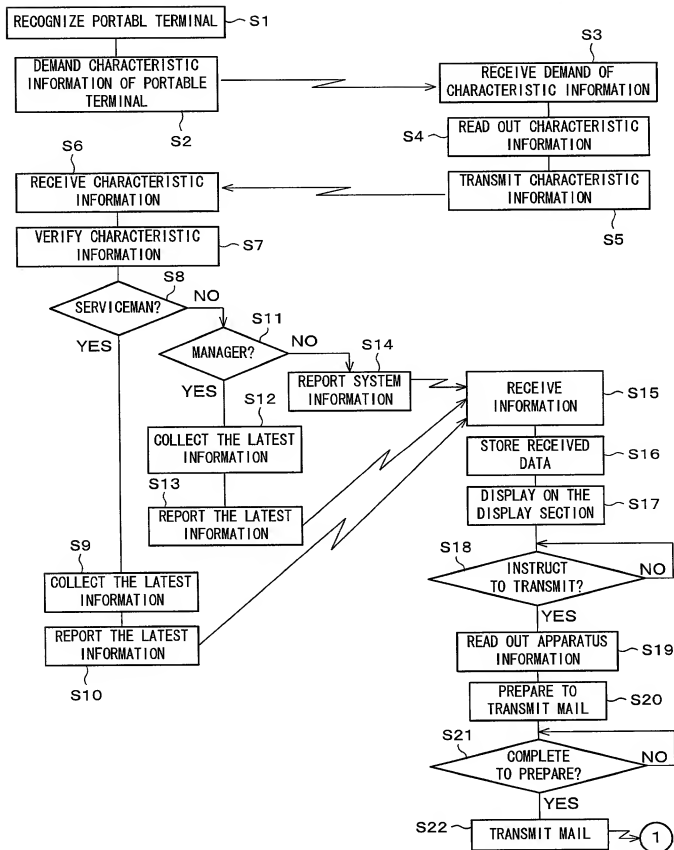 RECOGNIZE PORTABL TERMINAL
S1
DEMAND CHARACTERISTIC
INFORMATION OF PORTABLE
TERMINAL
S2
S3
RECEIVE DEMAND OF
CHARACTERISTIC INFORMATION
S4
READ OUT CHARACTERISTIC
INFORMATION
TRANSMIT CHARACTERISTIC
INFORMATION
S5
S6
RECEIVE CHARACTERISTIC
INFORMATION
VERIFY CHARACTERISTIC
INFORMATION
S7
S8
SERVICEMAN?
NO
YES
S11
MANAGER?
NO
YES
S14
REPORT SYSTEM
INFORMATION
S12
COLLECT THE LATEST
INFORMATION
S13
REPORT THE LATEST
INFORMATION
S9
COLLECT THE LATEST
INFORMATION
REPORT THE LATEST
INFORMATION
S10
RECEIVE
INFORMATION
S15
STORE RECEIVED
DATA
S16
DISPLAY ON THE
DISPLAY SECTION
S17
S18
INSTRUCT
TO TRANSMIT?
NO
YES
READ OUT APPARATUS
INFORMATION
S19
PREPARE TO
TRANSMIT MAIL
S20
S21
COMPLETE
TO PREPARE?
NO
YES
S22
TRANSMIT MAIL
1